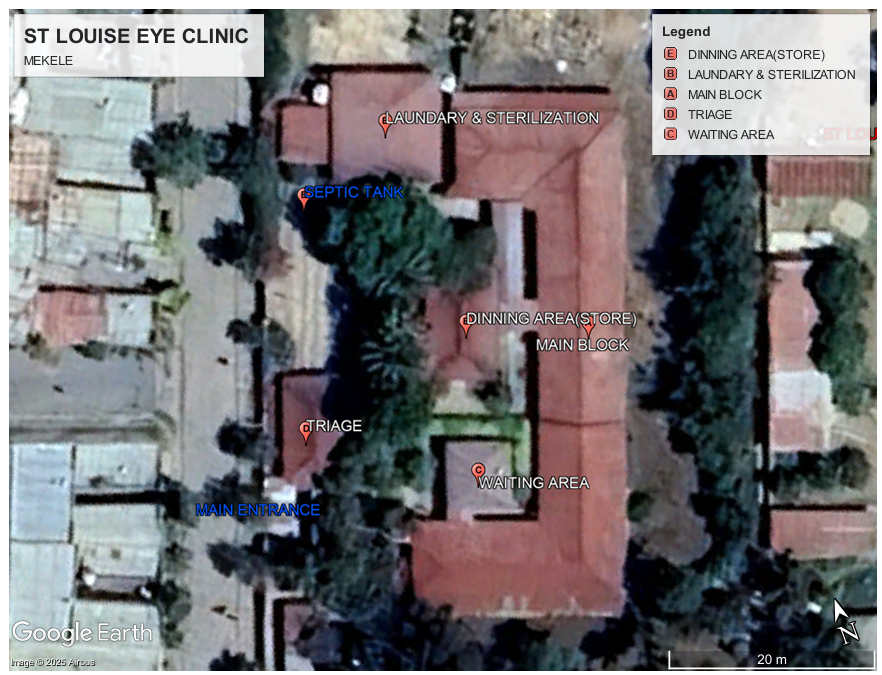 ST LOUISE EYE CLINIC
MEKELE
Legend
E DINNING AREA(STORE)
B LAUNDARY & STERILIZATION
A MAIN BLOCK
D TRIAGE
C WAITING AREA
ST LOU
LAUNDARY & STERILIZATION
SEPTIC TANK
DINNING AREA(STORE)
MAIN BLOCK
D TRIAGE
C
WAITING AREA
MAIN ENTRANCE
Google Earth
N
Image © 2025 Airbus
20 m